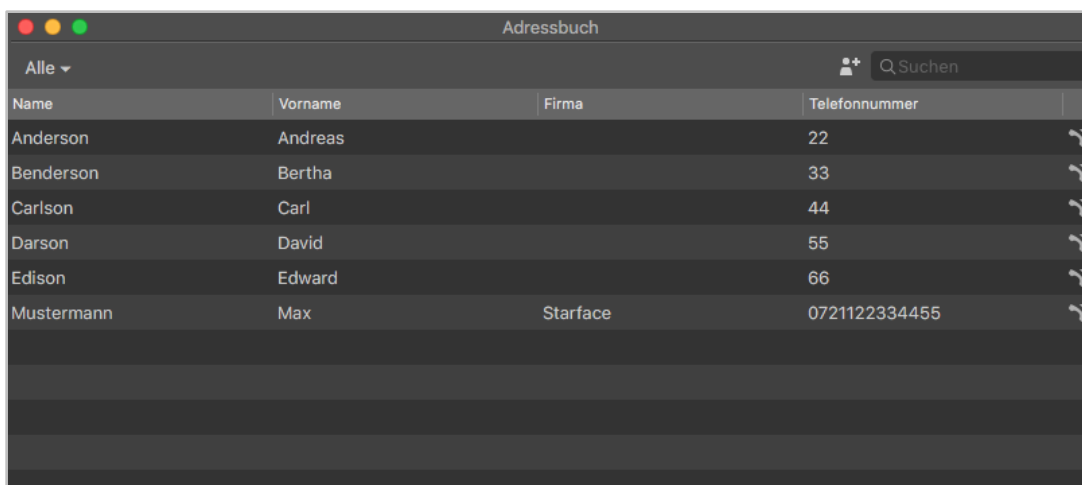 Adressbuch
Alle Suchen
Name Vorname Firma Telefonnummer
Anderson Andreas 22
Benderson Bertha 33
Carlson Carl 44
Darson David 55
Edison Edward 66
Mustermann Max Starface 0721122334455